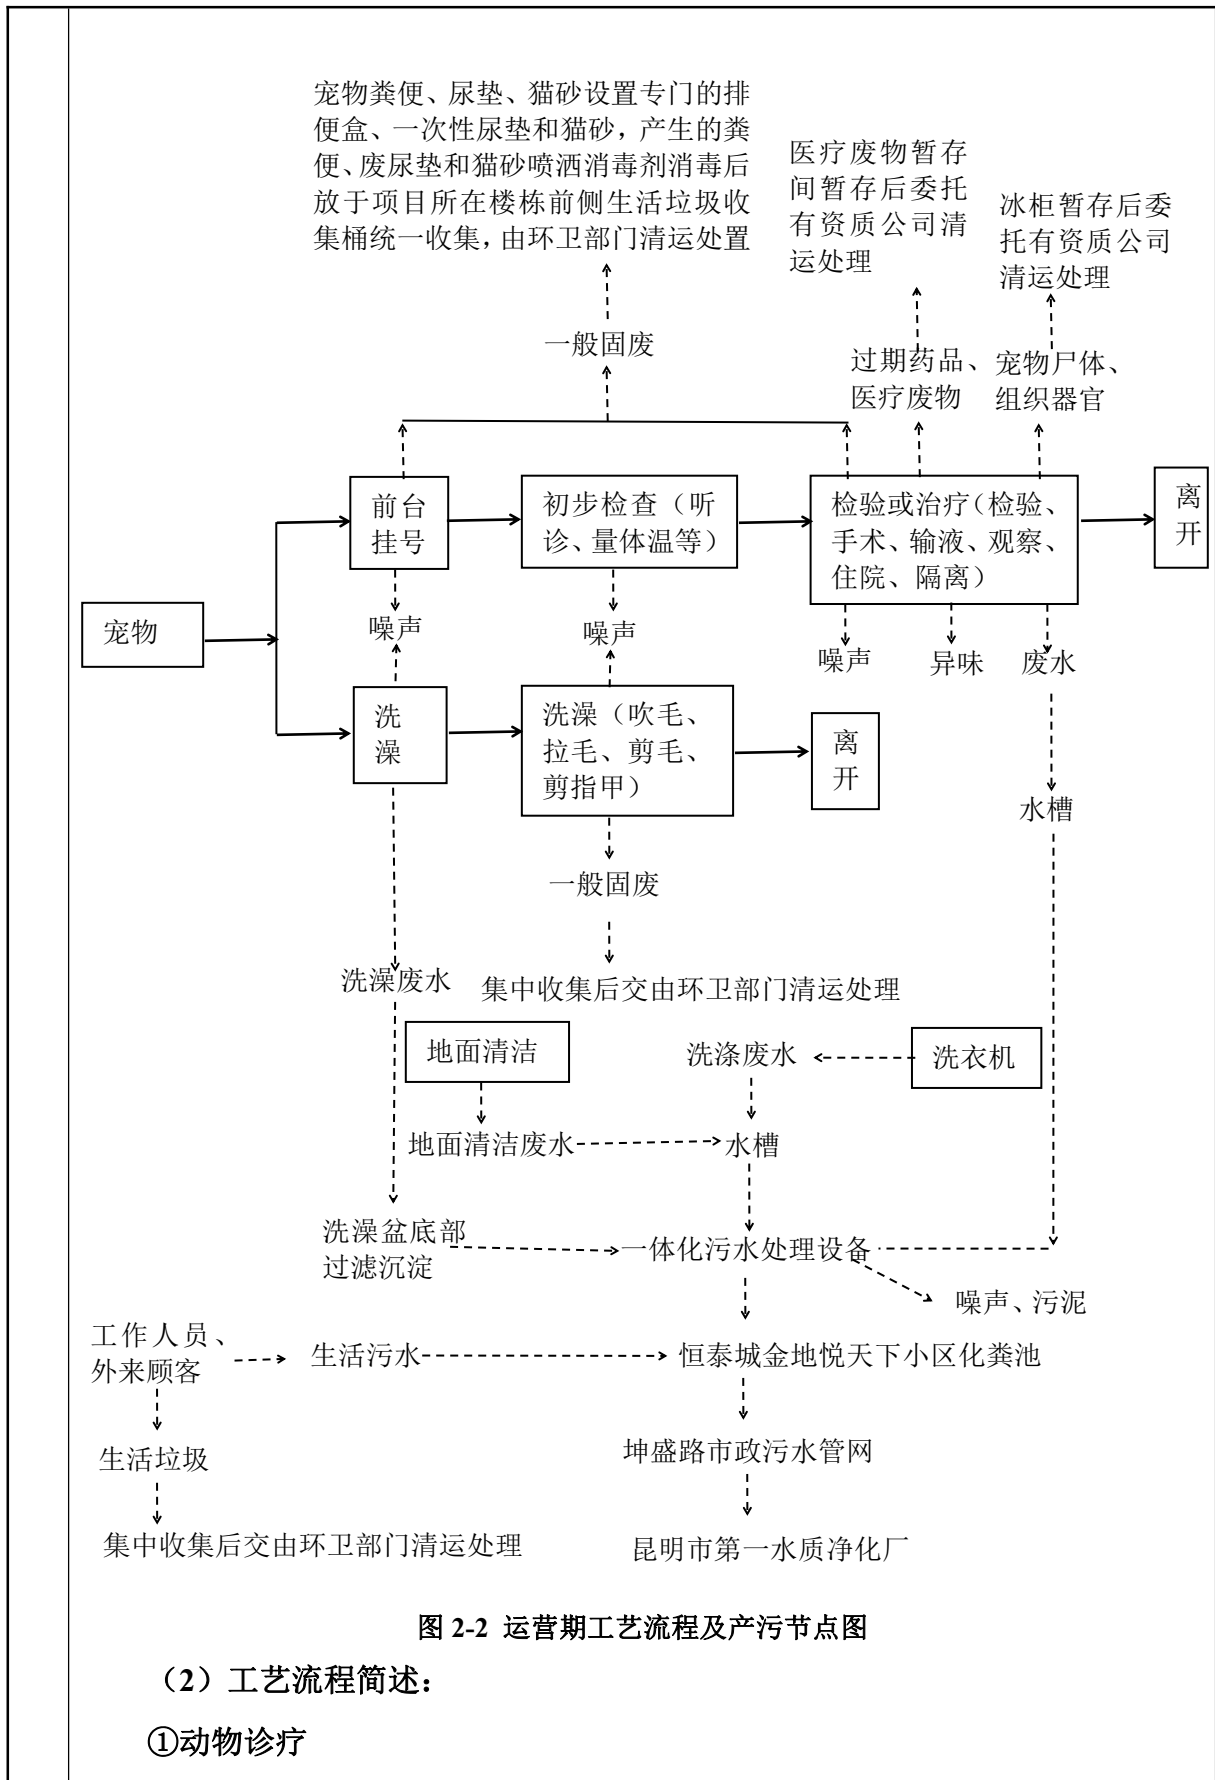 宠物粪便、尿垫、猫砂设置专门的排
便盒、一次性尿垫和猫砂，产生的粪
便、废尿垫和猫砂喷洒消毒剂消毒后
放于项目所在楼栋前侧生活垃圾收
集桶统一收集，由环卫部门清运处置
医疗废物暂存
间暂存后委托
有资质公司清
运处理
冰柜暂存后委
托有资质公司
清运处理
一般固废
过期药品、
医疗废物
宠物尸体、
组织器官
前台
挂号
初步检查（听
诊、量体温等）
检验或治疗（检验、
手术、输液、观察、
住院、隔离）
离
开
宠物
噪声
噪声
噪声
异味
废水
洗
澡
洗澡（吹毛、
拉毛、剪毛、
剪指甲）
离
开
水槽
一般固废
洗澡废水
集中收集后交由环卫部门清运处理
地面清洁
洗涤废水
洗衣机
地面清洁废水
水槽
洗澡盆底部
过滤沉淀
一体化污水处理设备
噪声、污泥
工作人员、
外来顾客
生活污水
恒泰城金地悦天下小区化粪池
生活垃圾
坤盛路市政污水管网
集中收集后交由环卫部门清运处理
昆明市第一水质净化厂
图 2-2 运营期工艺流程及产污节点图
（2）工艺流程简述：
①动物诊疗